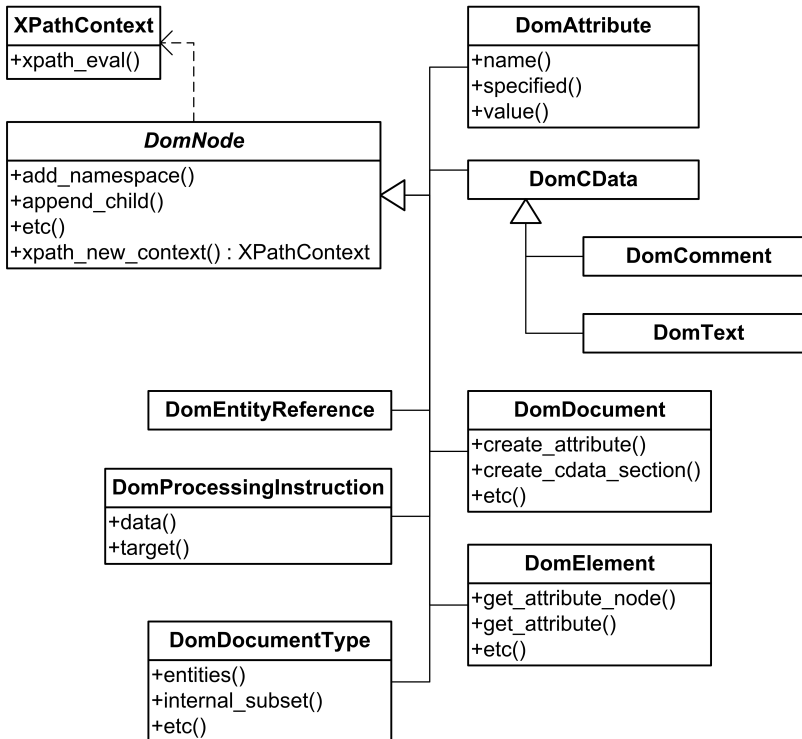 XPathContext
+xpath_eval()
DomNode
+add_namespace()
+append_child()
+etc()
+xpath_new_context() : XPathContext
DomAttribute
+name()
+specified()
+value()
DomCData
DomComment
DomText
DomEntityReference
DomDocument
+create_attribute()
+create_cdata_section()
+etc()
DomProcessingInstruction
+data()
+target()
DomElement
+get_attribute_node()
+get_attribute()
+etc()
DomDocumentType
+entities()
+internal_subset()
+etc()